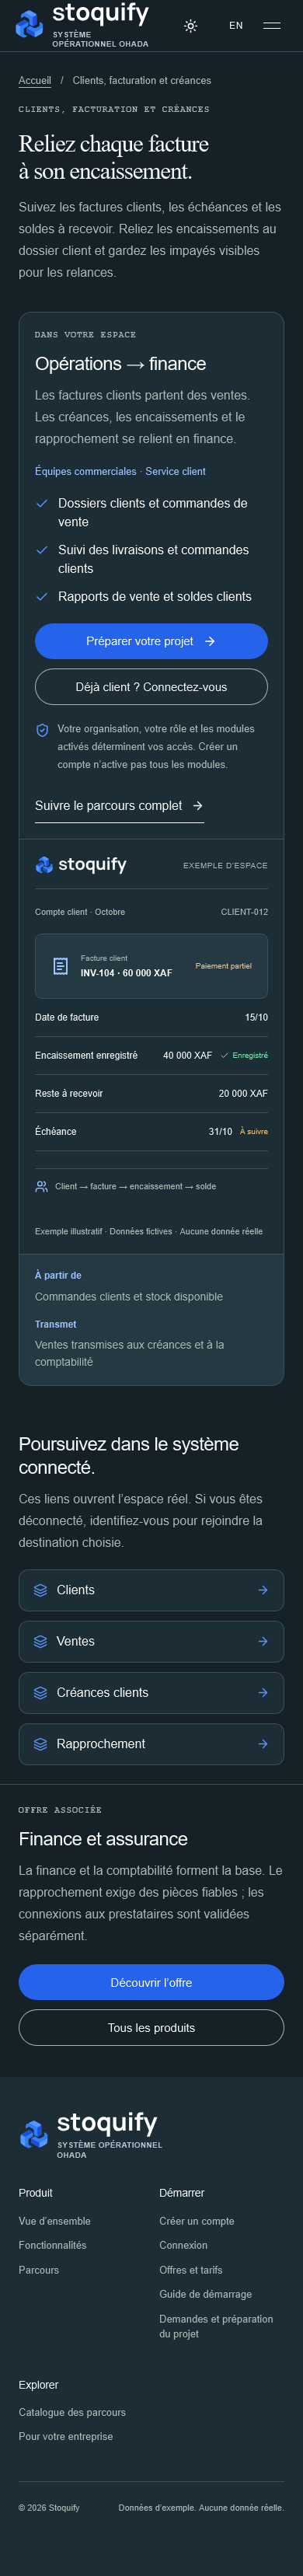 stoquify
SYSTÈME
OPÉRATIONNEL OHADA
EN
Accueil / Clients, facturation et créances
CLIENTS, FACTURATION ET CRÉANCES
Reliez chaque facture
à son encaissement.
Suivez les factures clients, les échéances et les
soldes à recevoir. Reliez les encaissements au
dossier client et gardez les impayés visibles
pour les relances.
DANS VOTRE ESPACE
Opérations → finance
Les factures clients partent des ventes.
Les créances, les encaissements et le
rapprochement se relient en finance.
Équipes commerciales · Service client
Dossiers clients et commandes de
vente
Suivi des livraisons et commandes
clients
Rapports de vente et soldes clients
Préparer votre projet →
Déjà client ? Connectez-vous
Votre organisation, votre rôle et les modules
activés déterminent vos accès. Créer un
compte n'active pas tous les modules.
Suivre le parcours complet →
stoquify
EXEMPLE D'ESPACE
Compte client · Octobre
CLIENT-012
Facture client
INV-104 · 60 000 XAF
Paiement partiel
Date de facture
15/10
Encaissement enregistré
40 000 XAF
Enregistré
Reste à recevoir
20 000 XAF
Échéance
31/10
À suivre
Client → facture → encaissement → solde
Exemple illustratif · Données fictives · Aucune donnée réelle
À partir de
Commandes clients et stock disponible
Transmet
Ventes transmises aux créances et à la
comptabilité
Poursuivez dans le système
connecté.
Ces liens ouvrent l'espace réel. Si vous êtes
déconnecté, identifiez-vous pour rejoindre la
destination choisie.
Clients →
Ventes →
Créances clients →
Rapprochement →
OFFRE ASSOCIÉE
Finance et assurance
La finance et la comptabilité forment la base. Le
rapprochement exige des pièces fiables ; les
connexions aux prestataires sont validées
séparément.
Découvrir l'offre
Tous les produits
stoquify
SYSTÈME OPÉRATIONNEL
OHADA
Produit
Vue d'ensemble
Fonctionnalités
Parcours
Démarrer
Créer un compte
Connexion
Offres et tarifs
Guide de démarrage
Demandes et préparation
du projet
Explorer
Catalogue des parcours
Pour votre entreprise
© 2026 Stoquify
Données d'exemple. Aucune donnée réelle.